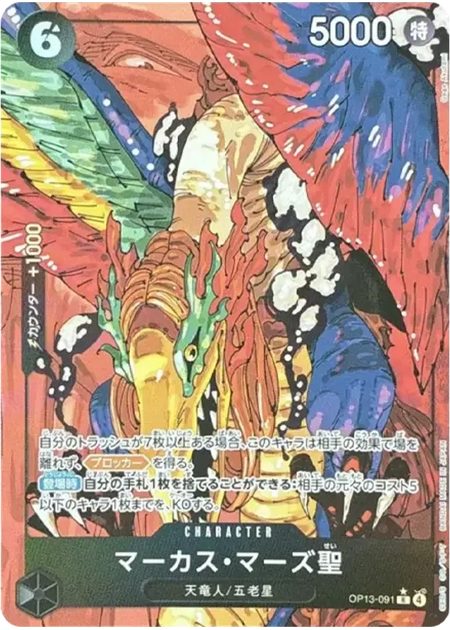 6
5000 特
カウンター +1000
自分のトラッシュが7枚以上ある場合、このキャラは相手の効果で場を
離れず、ブロッカーを得る。
登場時 自分の手札1枚を捨てることができる:相手の元々のコスト5
以下のキャラ1枚までを、KOする。
CHARACTER
マーカス・マーズ聖
せい
天竜人/五老星
OP13-091 R 4